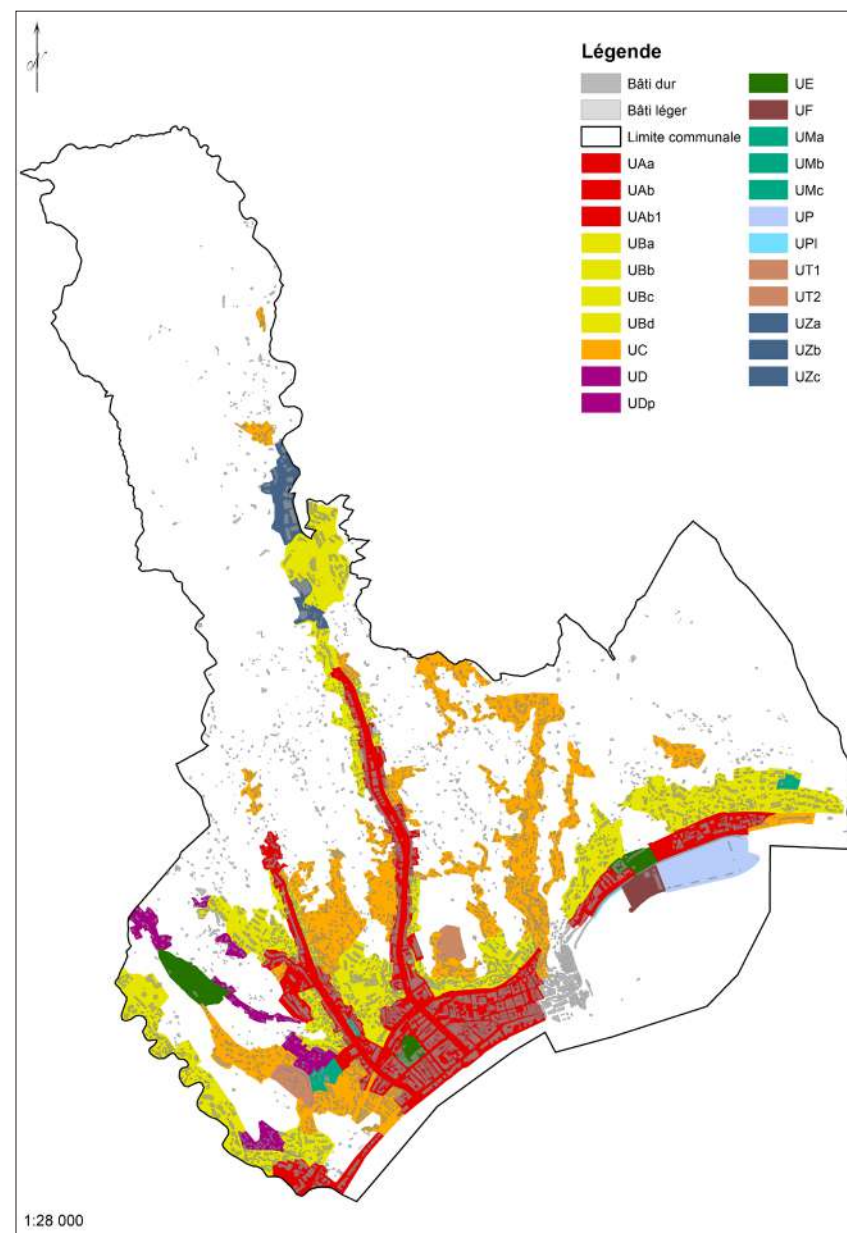 N
Légende
Bâti dur
Bâti léger
Limite communale
UAa
UAb
UAb1
UBa
UBb
UBc
UBd
UC
UD
UDp
UE
UF
UMa
UMb
UMc
UP
UPl
UT1
UT2
UZa
UZb
UZc
1:28 000